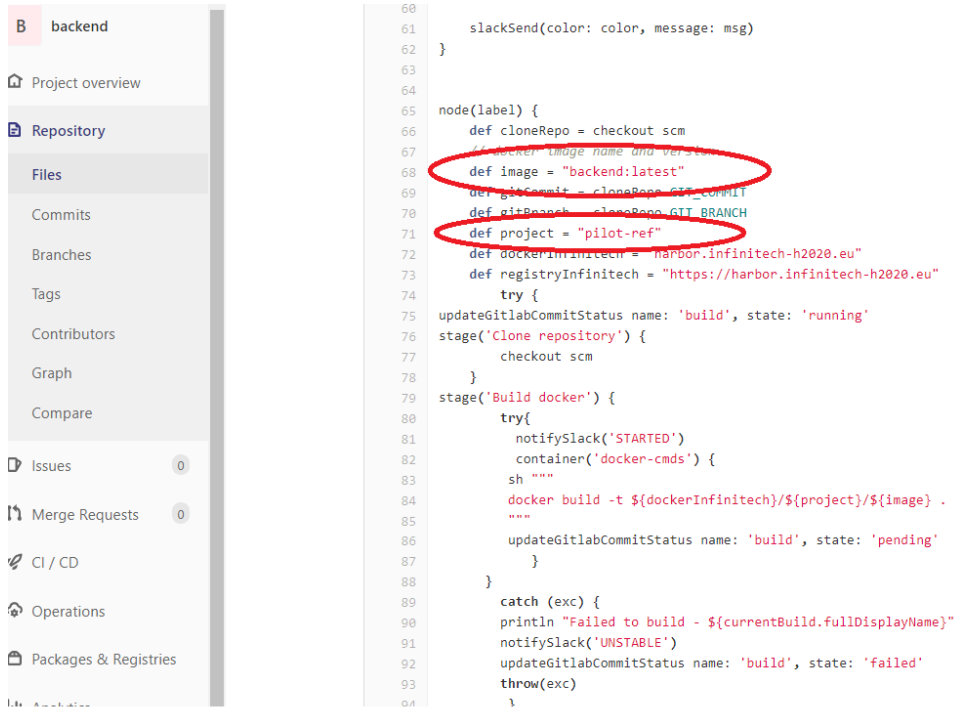 B backend
Project overview
Repository
Files
Commits
Branches
Tags
Contributors
Graph
Compare
Issues 0
Merge Requests 0
CI / CD
Operations
Packages & Registries
Analytics
60
61 slackSend(color: color, message: msg)
62 }
63
64
65 node(label) {
66 def cloneRepo = checkout scm
67 //docker image name and version
68 def image = "backend:latest"
69 def gitCommit = cloneRepo.GIT_COMMIT
70 def gitBranch = cloneRepo.GIT_BRANCH
71 def project = "pilot-ref"
72 def dockerInfinitech = "harbor.infinitech-h2020.eu"
73 def registryInfinitech = "https://harbor.infinitech-h2020.eu"
74 try {
75 updateGitlabCommitStatus name: 'build', state: 'running'
76 stage('Clone repository') {
77 checkout scm
78 }
79 stage('Build docker') {
80 try{
81 notifySlack('STARTED')
82 container('docker-cmds') {
83 sh """
84 docker build -t ${dockerInfinitech}/${project}/${image} .
85 """
86 updateGitlabCommitStatus name: 'build', state: 'pending'
87 }
88 }
89 catch (exc) {
90 println "Failed to build - ${currentBuild.fullDisplayName}"
91 notifySlack('UNSTABLE')
92 updateGitlabCommitStatus name: 'build', state: 'failed'
93 throw(exc)
94 }